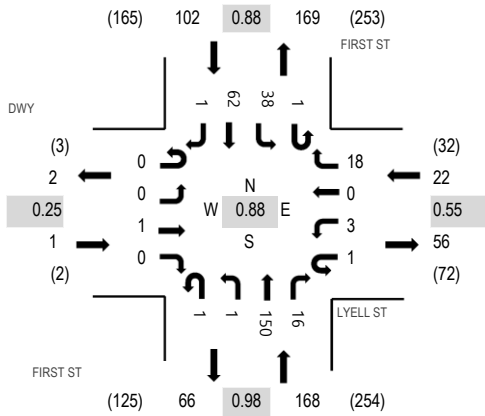 (165) 102 0.88 169 (253)
FIRST ST
DWY
1 62 38 1
(3) 0 18 (32)
2 0 N 0 22
0.25 W 0.88 E 0.55
1 1 S 3 56
(2) 0 1 (72)
1 1 150 16
LYELL ST
FIRST ST
(125) 66 0.98 168 (254)